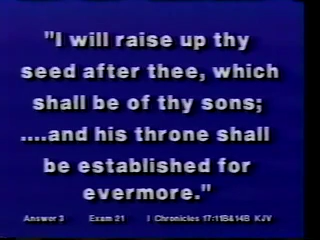 "I will raise up thy
seed after thee, which
shall be of thy sons;
....and his throne shall
be established for
evermore."
Answer 3 Exam 21 I Chronicles 17:11B&14B KJV